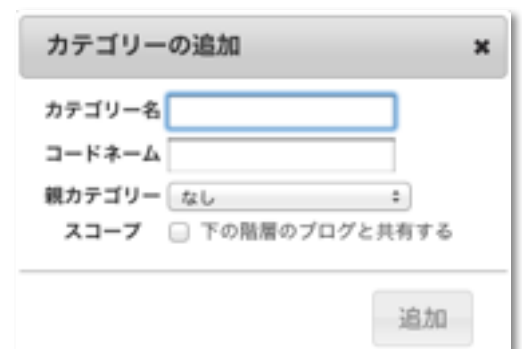 カテゴリーの追加
カテゴリー名
コードネーム
親カテゴリー なし
スコープ 下の階層のブログと共有する
追加